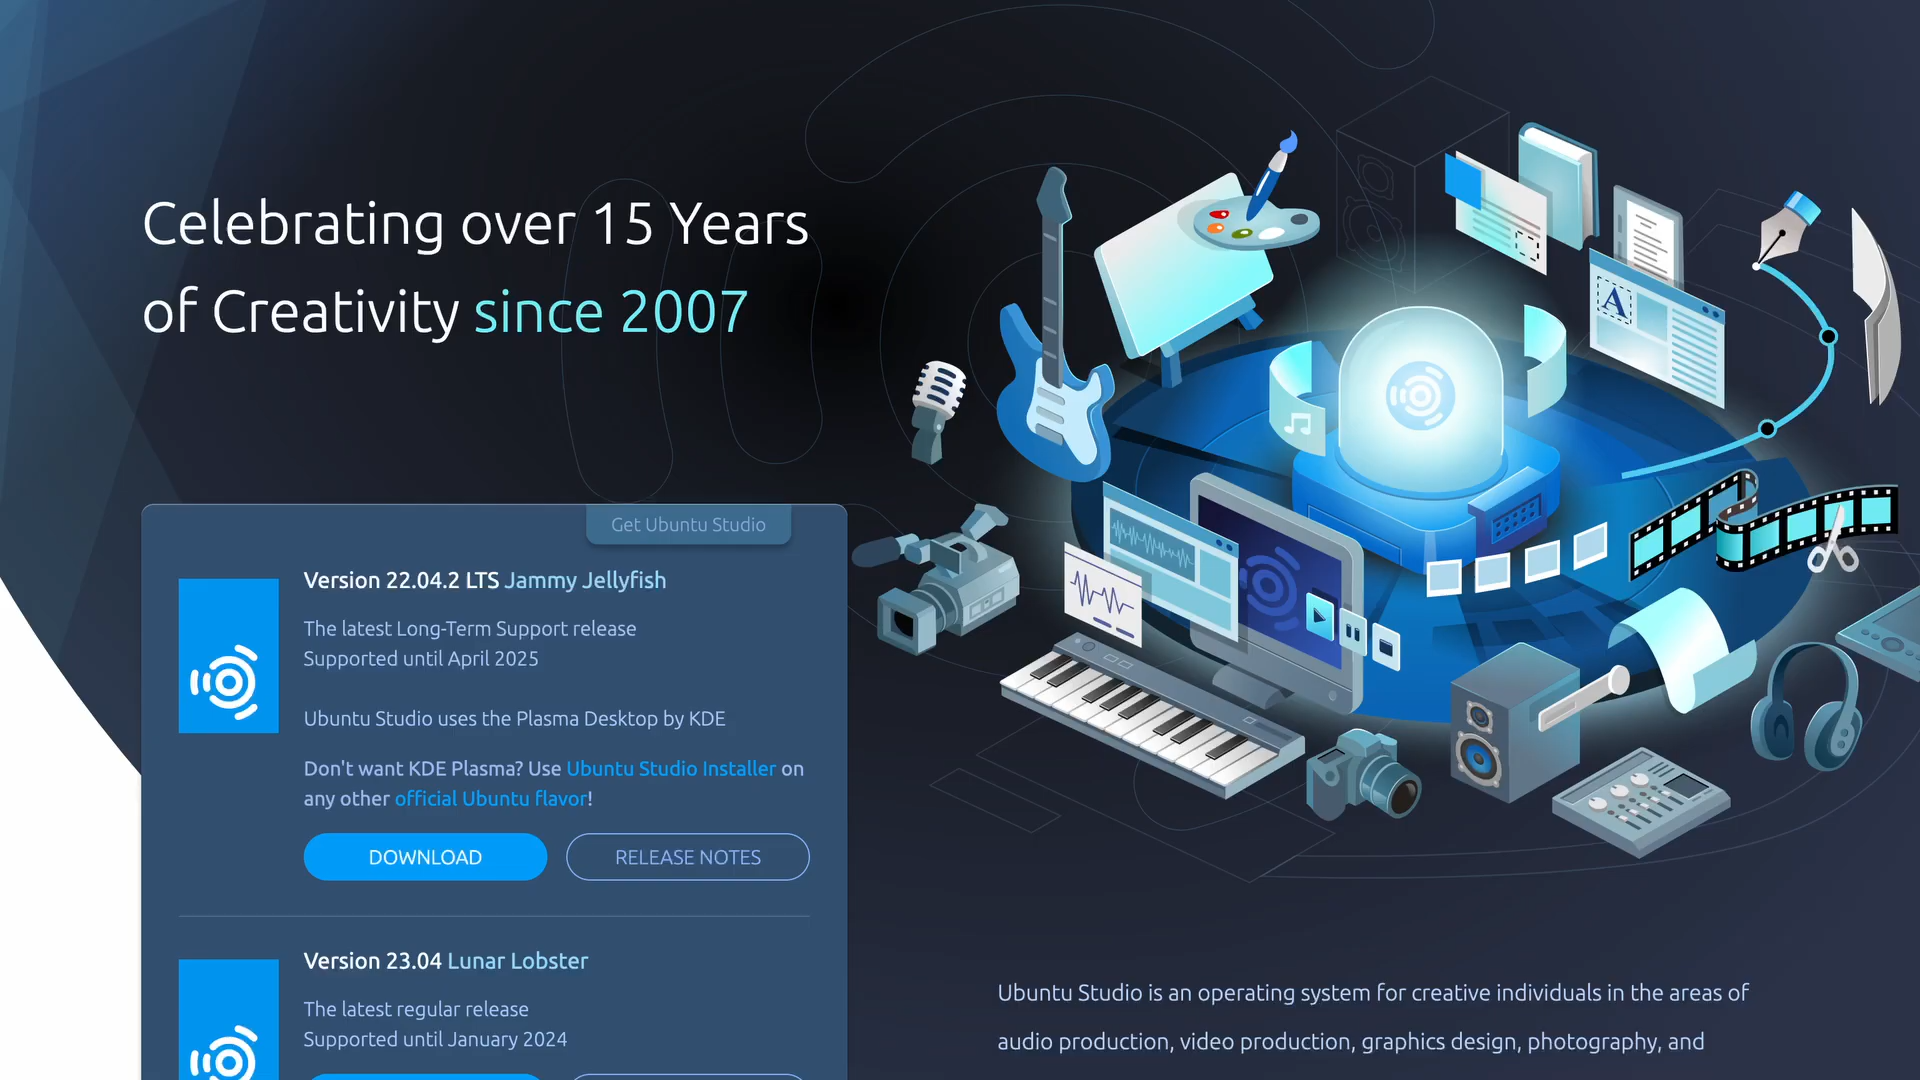 Celebrating over 15 Years
of Creativity since 2007
Get Ubuntu Studio
Version 22.04.2 LTS Jammy Jellyfish
The latest Long-Term Support release
Supported until April 2025
Ubuntu Studio uses the Plasma Desktop by KDE
Don't want KDE Plasma? Use Ubuntu Studio Installer on
any other official Ubuntu flavor!
DOWNLOAD
RELEASE NOTES
Version 23.04 Lunar Lobster
The latest regular release
Supported until January 2024
A
Ubuntu Studio is an operating system for creative individuals in the areas of
audio production, video production, graphics design, photography, and